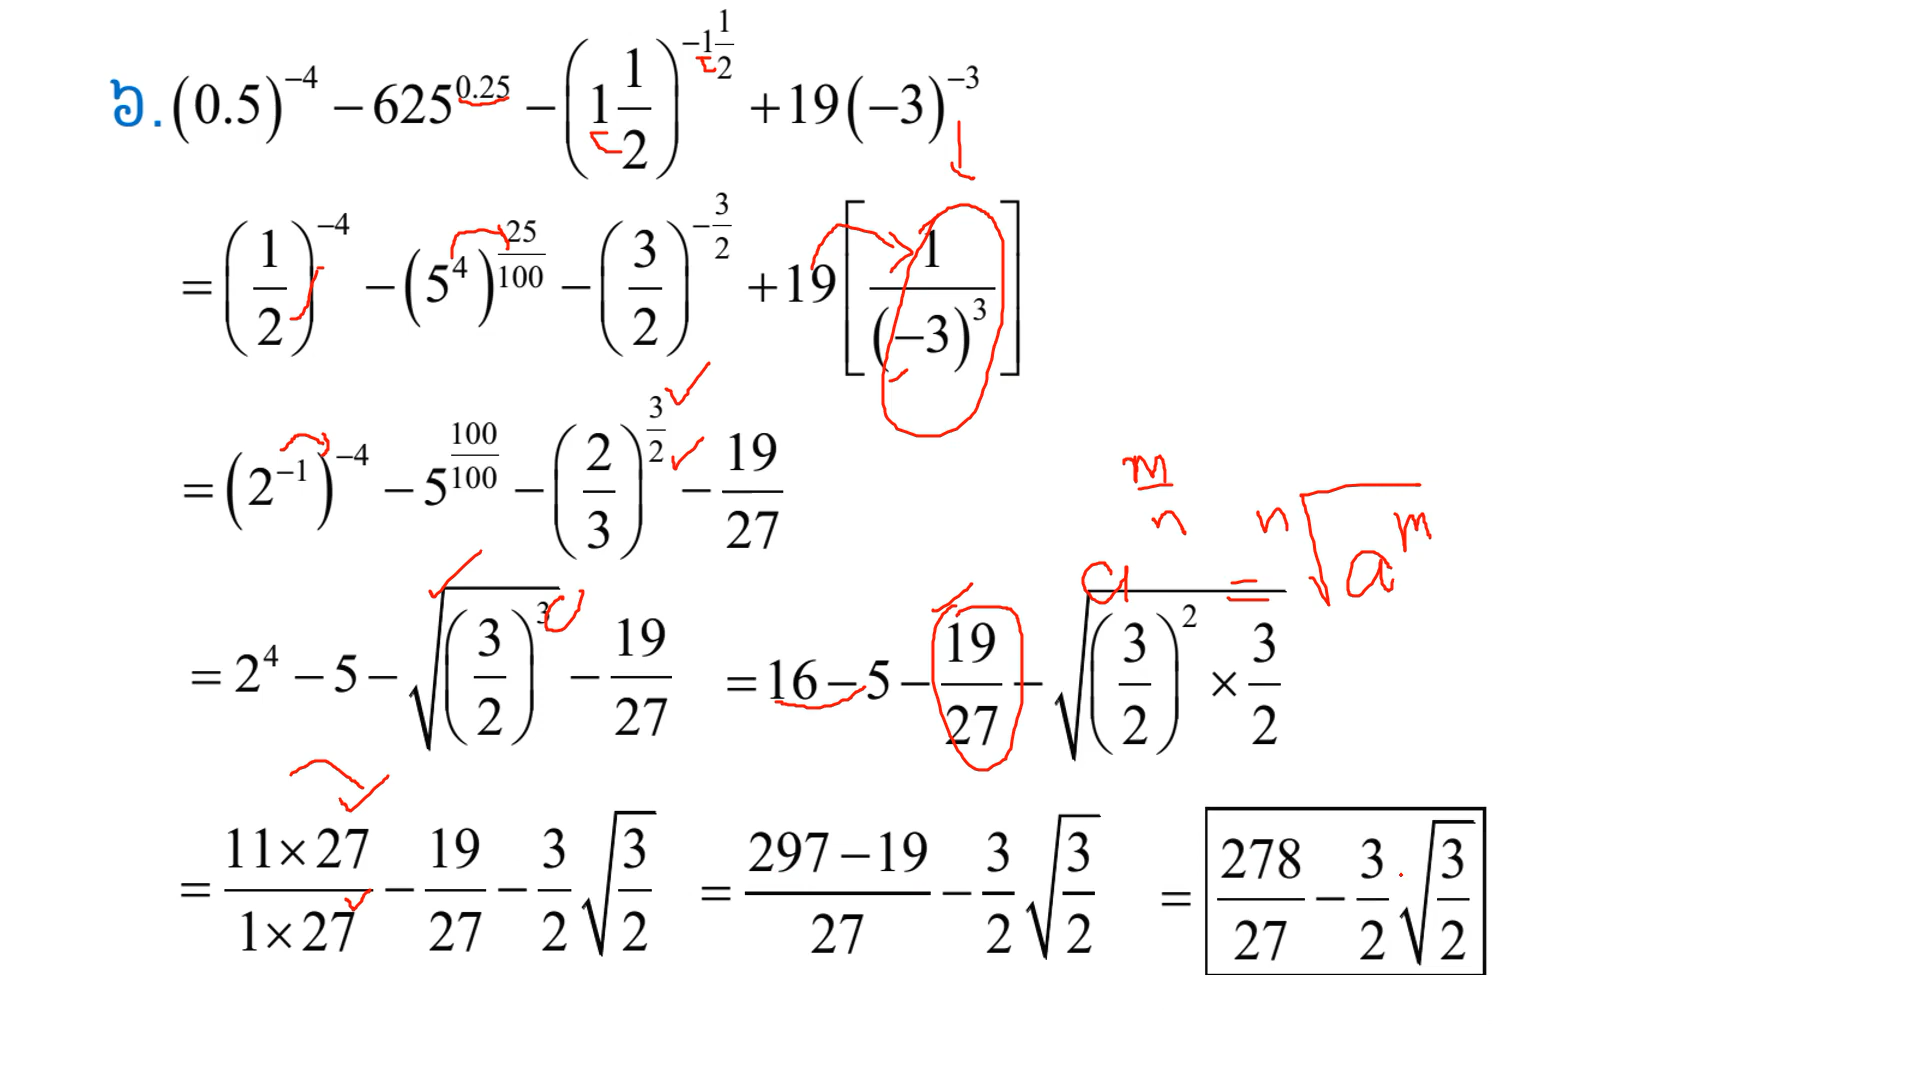 ៦. (0.5)^{-4} − 625^{0.25} − (1 1/2)^{-1 1/2} + 19(−3)^{-3}
= (1/2)^{-4} − (5^4)^{25/100} − (3/2)^{-3/2} + 19[1/(−3)^3]
= (2^{-1})^{-4} − 5^{100/100} − (2/3)^{3/2} − 19/27
a^{m/n} = ⁿ√(a^m)
= 2^4 − 5 − √((3/2)^3) − 19/27 = 16 − 5 − 19/27 − √((3/2)^2 × 3/2)
= (11×27)/(1×27) − 19/27 − 3/2 √(3/2) = (297−19)/27 − 3/2 √(3/2) = 278/27 − 3/2 √(3/2)